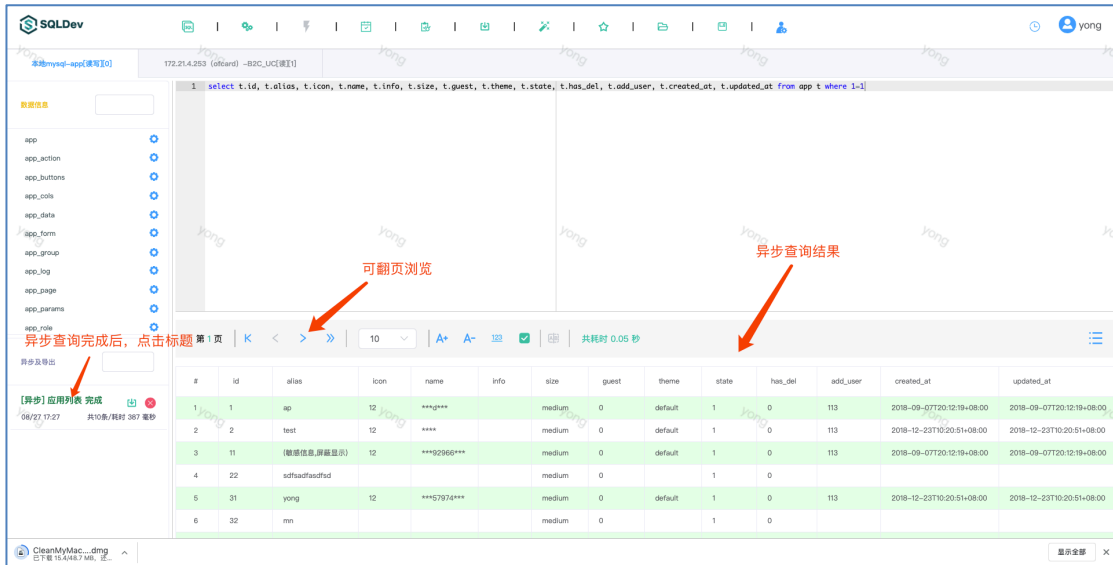 SQLDev
yong
本地mysql-app[读写][0]
172.21.4.253（ofcard）-B2C_UC[读][1]
数据信息
1 select t.id, t.alias, t.icon, t.name, t.info, t.size, t.guest, t.theme, t.state, t.has_del, t.add_user, t.created_at, t.updated_at from app t where 1=1
app
app_action
app_buttons
app_cols
app_data
app_form
app_group
app_log
app_page
app_params
app_role
可翻页浏览
异步查询结果
异步查询完成后，点击标题
第 1 页 10 A+ A- 123 共耗时 0.05 秒
异步及导出
[异步] 应用列表 完成
08/27 17:27 共10条/耗时 387 毫秒
# id alias icon name info size guest theme state has_del add_user created_at updated_at
1 1 ap 12 ***d*** medium 0 default 1 0 113 2018-09-07T20:12:19+08:00 2018-09-07T20:12:19+08:00
2 2 test 12 **** medium 0 default 1 0 113 2018-12-23T10:20:51+08:00 2018-12-23T10:20:51+08:00
3 11 (敏感信息,屏蔽显示) 12 ***92966*** medium 0 default 1 0 113 2018-09-07T20:12:19+08:00 2018-09-07T20:12:19+08:00
4 22 sdfsadfasdfsd medium 0 1 0
5 31 yong 12 ***57974*** medium 0 default 1 0 113 2018-12-23T10:20:51+08:00 2018-12-23T10:20:51+08:00
6 32 mn medium 0 1 0
CleanMyMac....dmg
已下载 15.4/48.7 MB，还...
显示全部